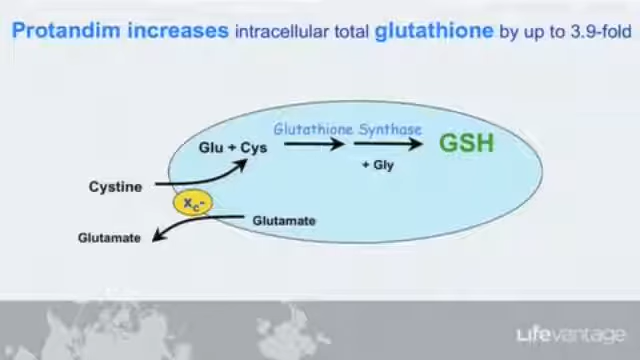 Protandim increases intracellular total glutathione by up to 3.9-fold
Glutathione Synthase
Glu + Cys
GSH
+ Gly
Cystine
xc-
Glutamate
Glutamate
Lifevantage